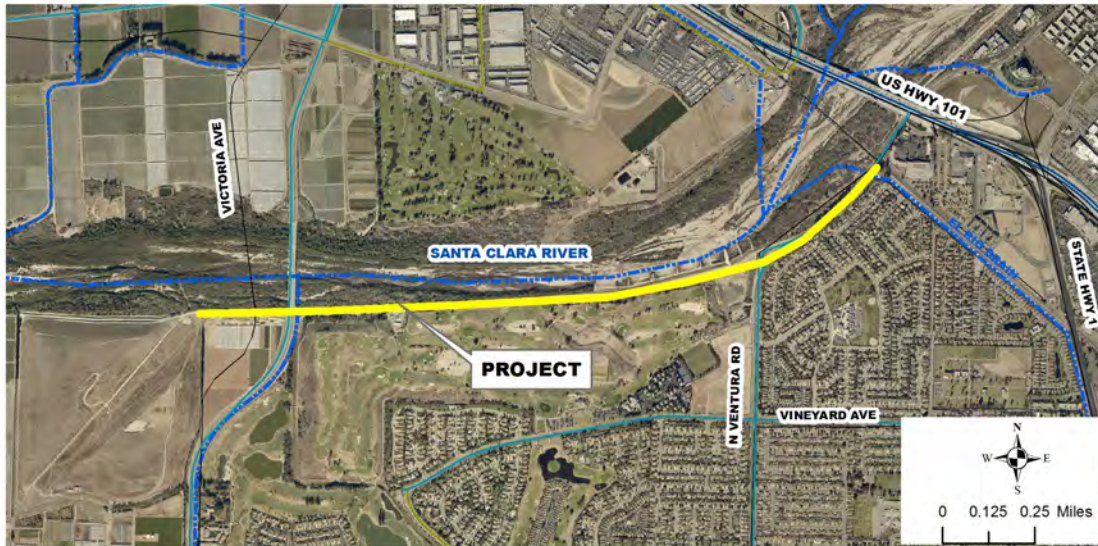 US HWY 101
VICTORIA AVE
SANTA CLARA RIVER
EL RIO DRAIN
STATE HWY 1
PROJECT
N VENTURA RD
VINEYARD AVE
N
W E
S
0 0.125 0.25 Miles